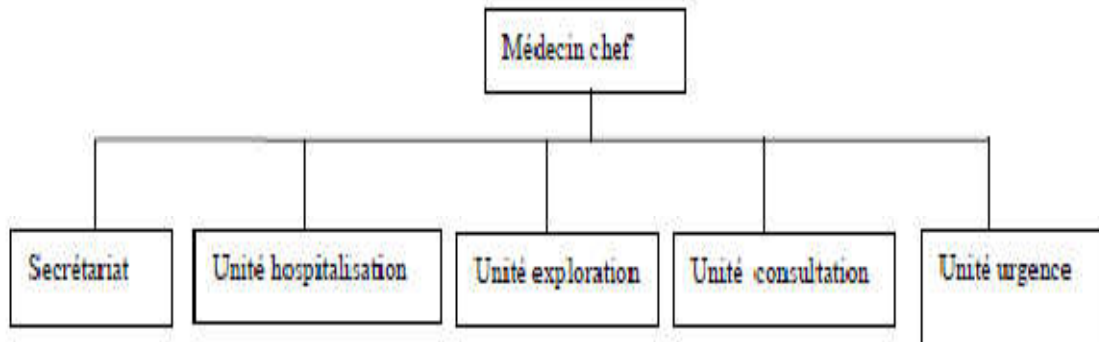 Médecin chef
Secrétariat
Unité hospitalisation
Unité exploration
Unité consultation
Unité urgence